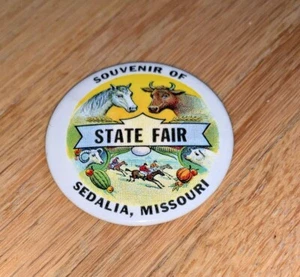 SOUVENIR OF
STATE FAIR
SEDALIA, MISSOURI